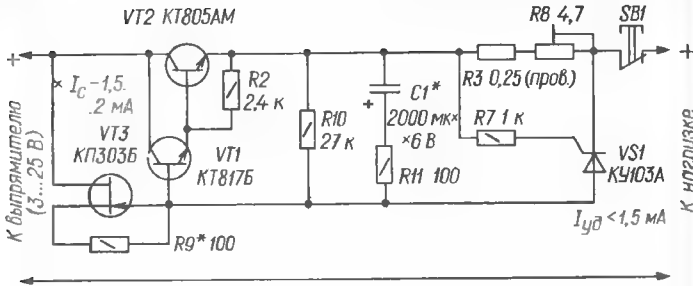 VT2 КТ805АМ
+
К выпрямителю
(3...25 В)
× Iс-1,5.
.2 мА
VT3
КП303Б
R2
2,4 к
VT1
КТ817Б
R9* 100
R10
27 к
C1*
+
2000 мк×
×6 В
R11 100
R8 4,7
R3 0,25 (пров.)
R7 1 к
SB1
VS1
КУ103А
Iуд <1,5 мА
+
К нагрузке